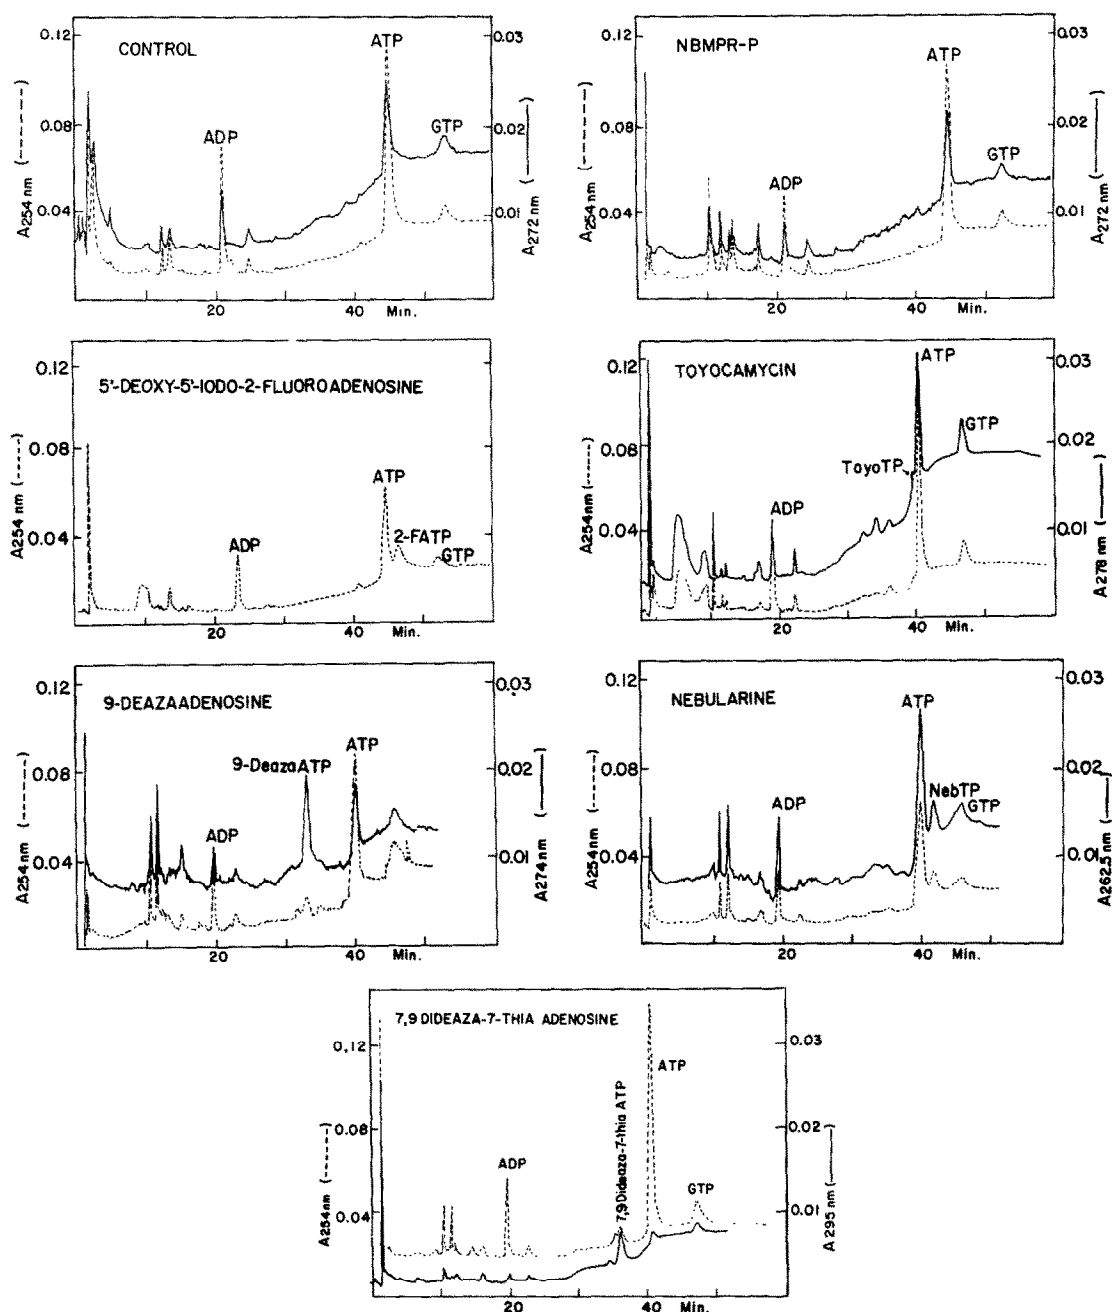 CONTROL
0.12
0.08
0.04
A254 nm (-----)
ADP
ATP
GTP
0.03
0.02
0.01
A272 nm (——)
20
40
Min.
NBMPR-P
0.12
0.08
0.04
A254 nm (-----)
ADP
ATP
GTP
0.03
0.02
0.01
A272 nm (——)
20
40
Min.
5'-DEOXY-5'-IODO-2-FLUOROADENOSINE
0.12
0.08
0.04
A254 nm (-----)
ADP
ATP
2-FATP
GTP
20
40
Min.
TOYOCAMYCIN
0.12
0.08
0.04
A254nm (-----)
ADP
ToyoTP
ATP
GTP
0.03
0.02
0.01
A278 nm (——)
20
40
Min.
9-DEAZAADENOSINE
0.12
0.08
0.04
A254nm (-----)
ADP
9-DeazaATP
ATP
0.03
0.02
0.01
A274nm (——)
20
40
Min.
NEBULARINE
0.12
0.08
0.04
A254nm (-----)
ADP
ATP
NebTP
GTP
0.03
0.02
0.01
A262.5nm (——)
20
40
Min.
7,9 DIDEAZA-7-THIA ADENOSINE
0.12
0.08
0.04
A254nm (-----)
ADP
7,9Dideaza-7-thia ATP
ATP
GTP
0.03
0.02
0.01
A295 nm (——)
20
40
Min.